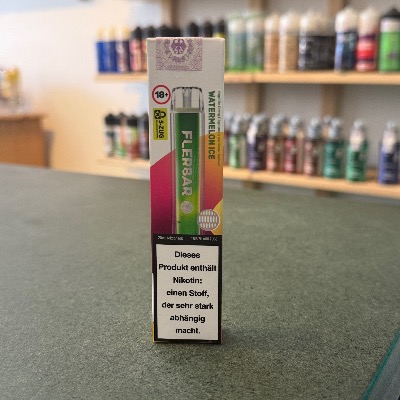 18+
WATERMELON ICE
FLERBAR
Dieses
Produkt enthält
Nikotin:
einen Stoff,
der sehr stark
abhängig
macht.